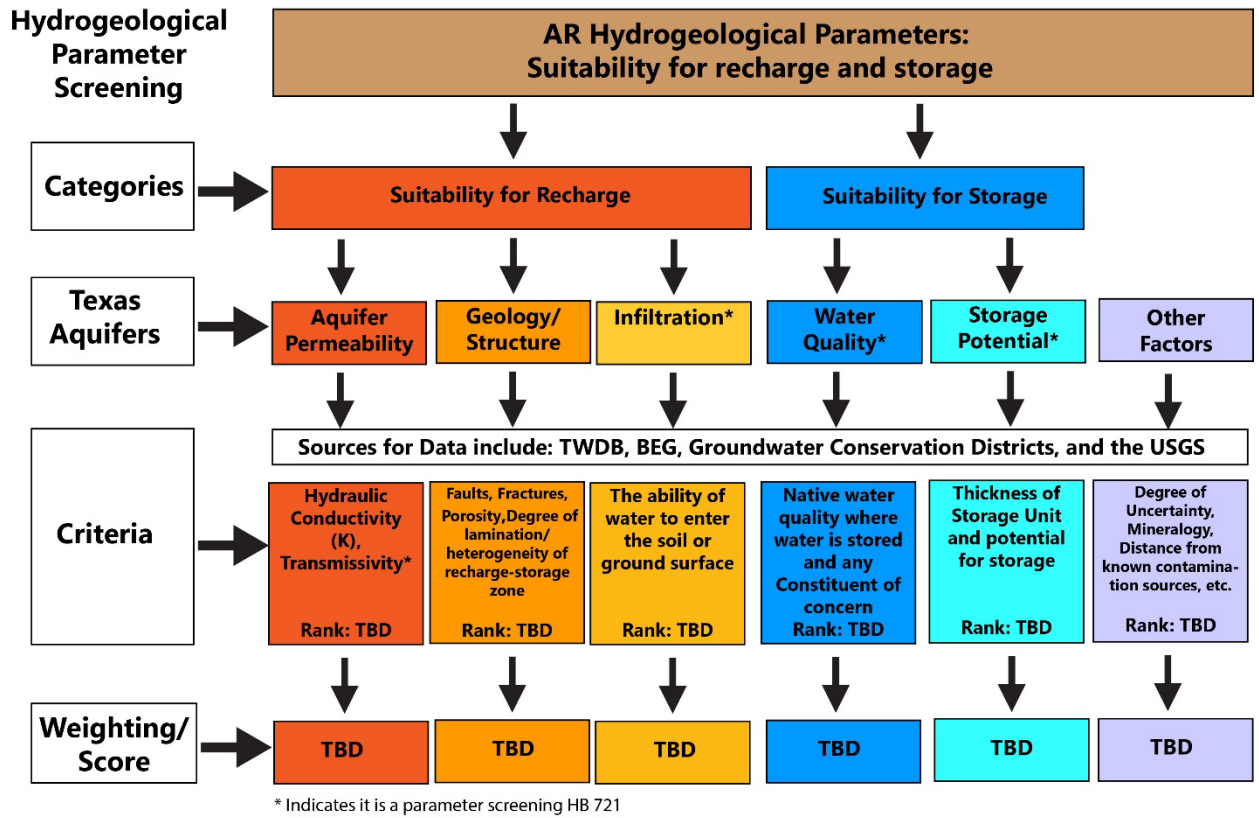 Hydrogeological
Parameter
Screening
AR Hydrogeological Parameters:
Suitability for recharge and storage
Categories
Suitability for Recharge
Suitability for Storage
Texas
Aquifers
Aquifer
Permeability
Geology/
Structure
Infiltration*
Water
Quality*
Storage
Potential*
Other
Factors
Sources for Data include: TWDB, BEG, Groundwater Conservation Districts, and the USGS
Criteria
Hydraulic
Conductivity
(K),
Transmissivity*
Rank: TBD
Faults, Fractures,
Porosity,Degree of
lamination/
heterogeneity of
recharge-storage
zone
Rank: TBD
The ability of
water to enter
the soil or
ground surface
Rank: TBD
Native water
quality where
water is stored
and any
Constituent of
concern
Rank: TBD
Thickness of
Storage Unit
and potential
for storage
Rank: TBD
Degree of
Uncertainty,
Mineralogy,
Distance from
known contamina-
tion sources, etc.
Rank: TBD
Weighting/
Score
TBD
TBD
TBD
TBD
TBD
TBD
* Indicates it is a parameter screening HB 721